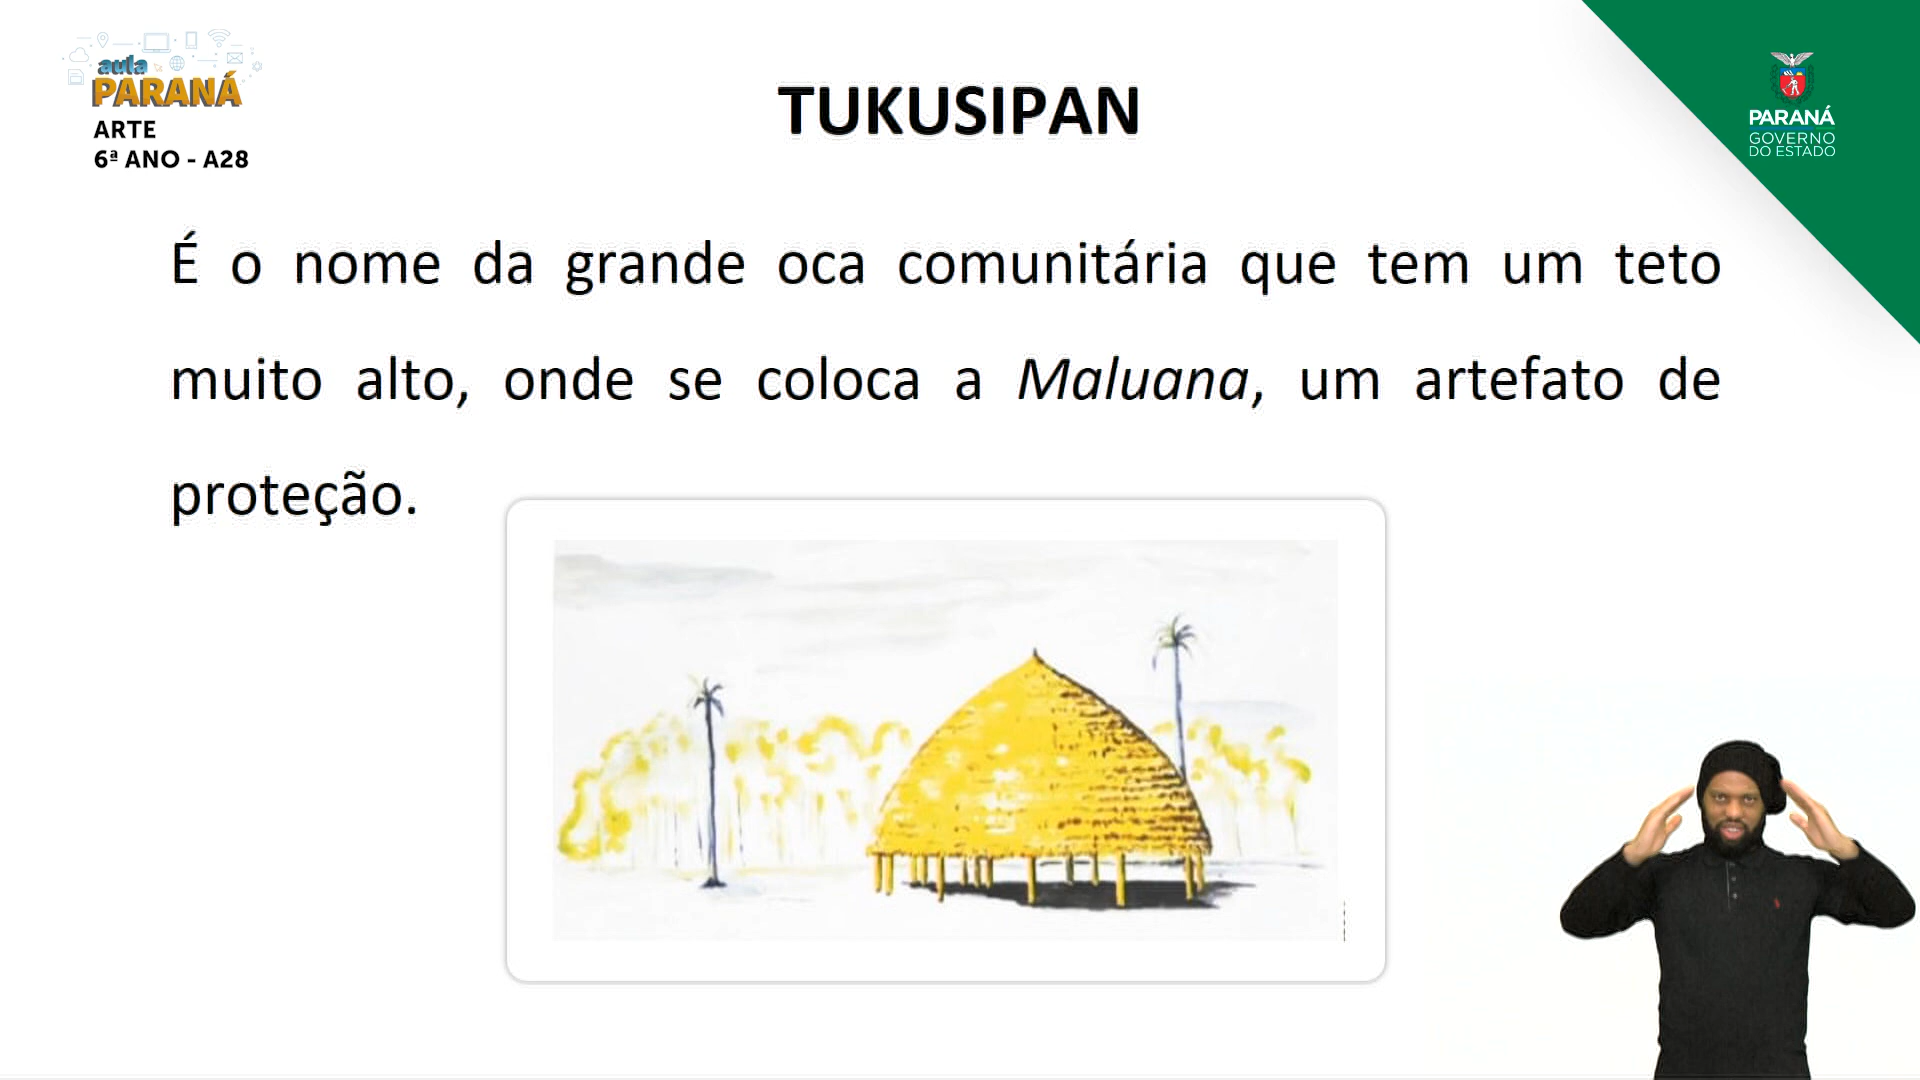 aula
PARANÁ
ARTE
6ª ANO - A28
TUKUSIPAN
PARANÁ
GOVERNO
DO ESTADO
É o nome da grande oca comunitária que tem um teto
muito alto, onde se coloca a Maluana, um artefato de
proteção.